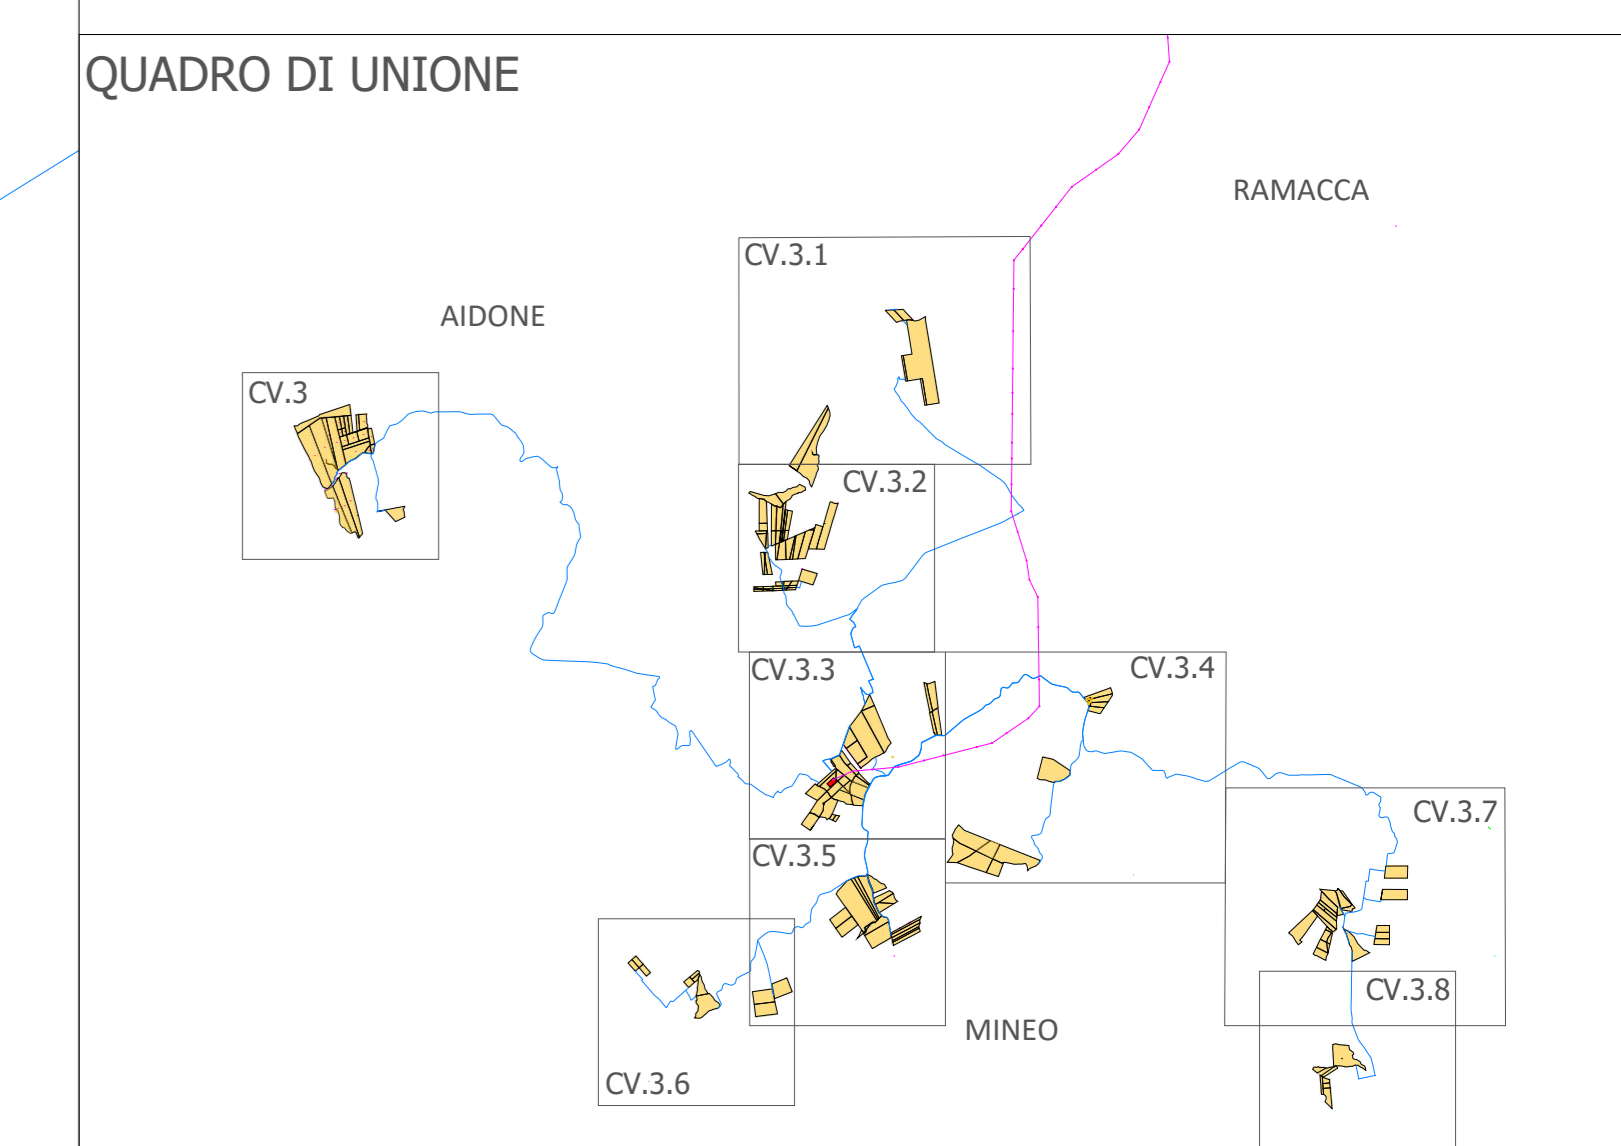 QUADRO DI UNIONE
RAMACCA
CV.3.1
AIDONE
CV.3
CV.3.2
CV.3.3
CV.3.4
CV.3.7
CV.3.5
CV.3.8
MINEO
CV.3.6